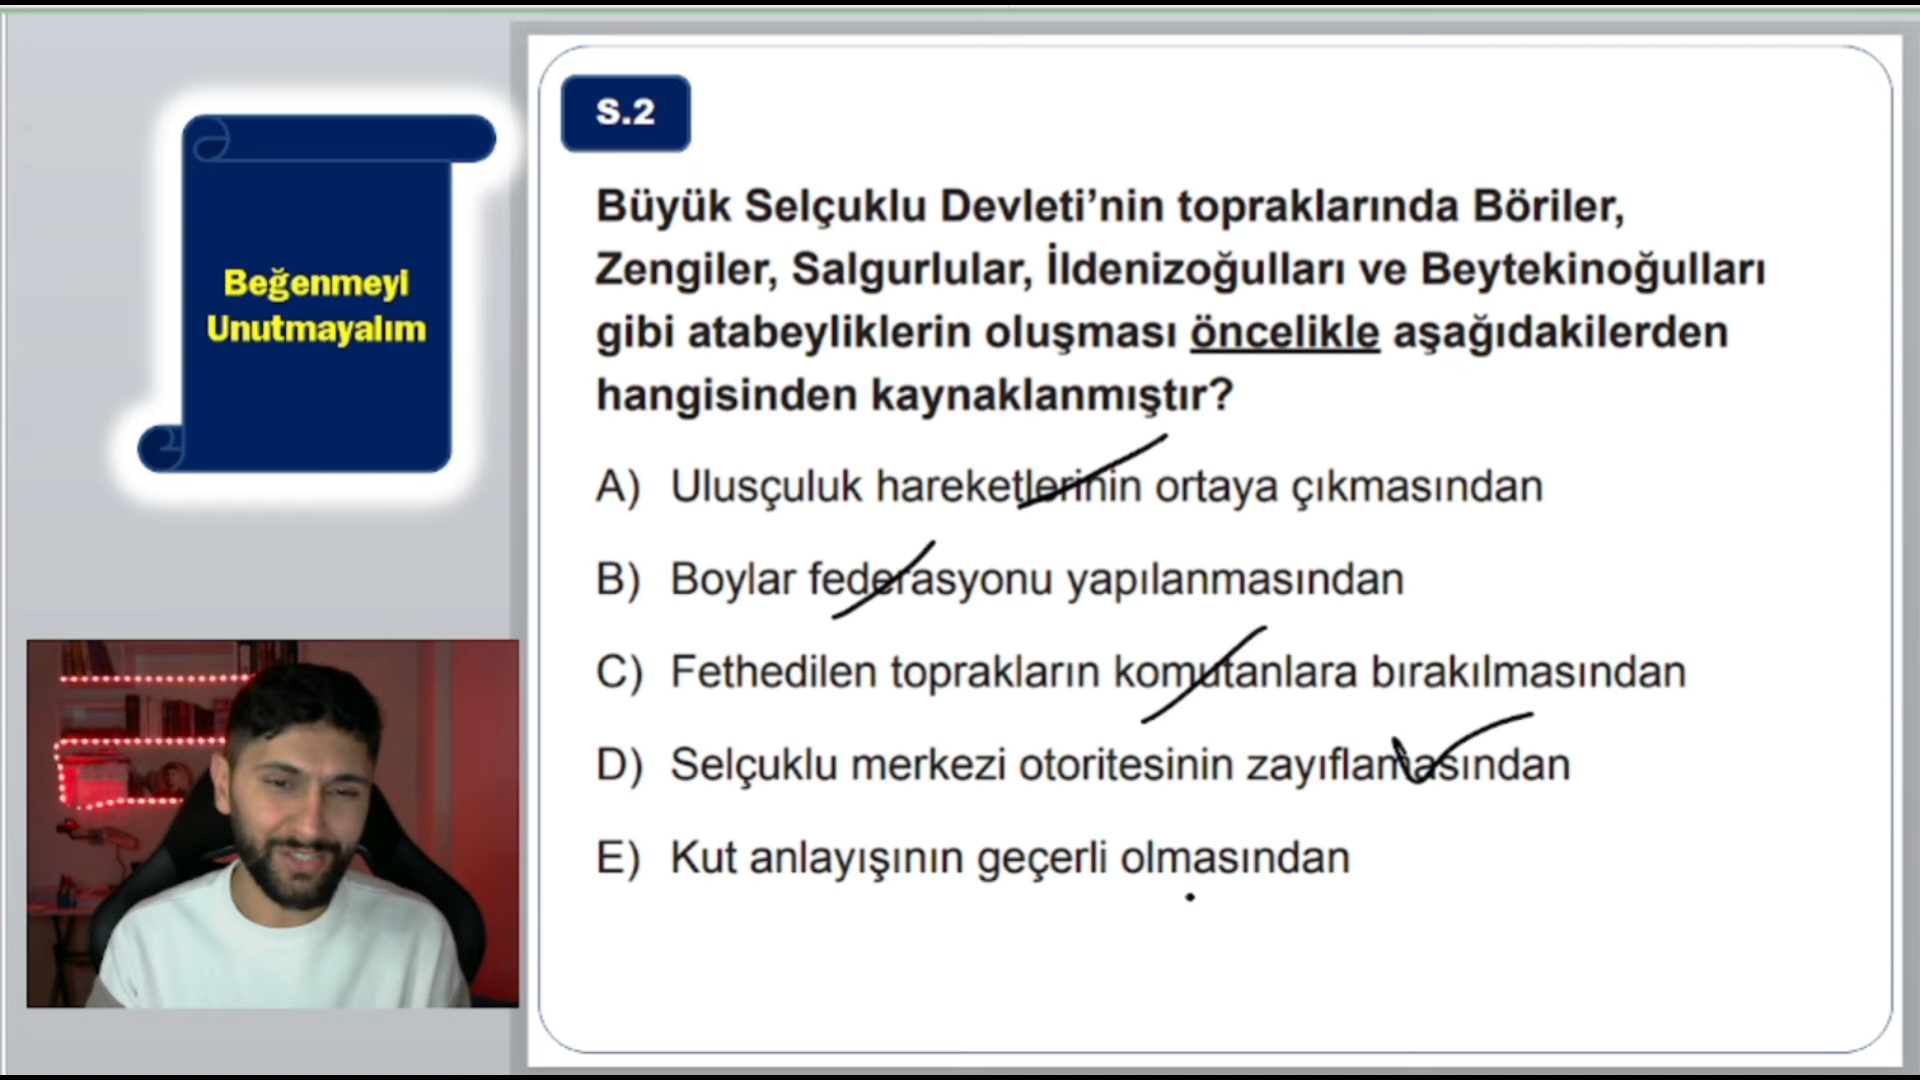 Beğenmeyi
Unutmayalım
S.2
Büyük Selçuklu Devleti’nin topraklarında Böriler,
Zengiler, Salgurlular, İldenizoğulları ve Beytekinoğulları
gibi atabeyliklerin oluşması öncelikle aşağıdakilerden
hangisinden kaynaklanmıştır?
A) Ulusçuluk hareketlerinin ortaya çıkmasından
B) Boylar federasyonu yapılanmasından
C) Fethedilen toprakların komutanlara bırakılmasından
D) Selçuklu merkezi otoritesinin zayıflamasından
E) Kut anlayışının geçerli olmasından